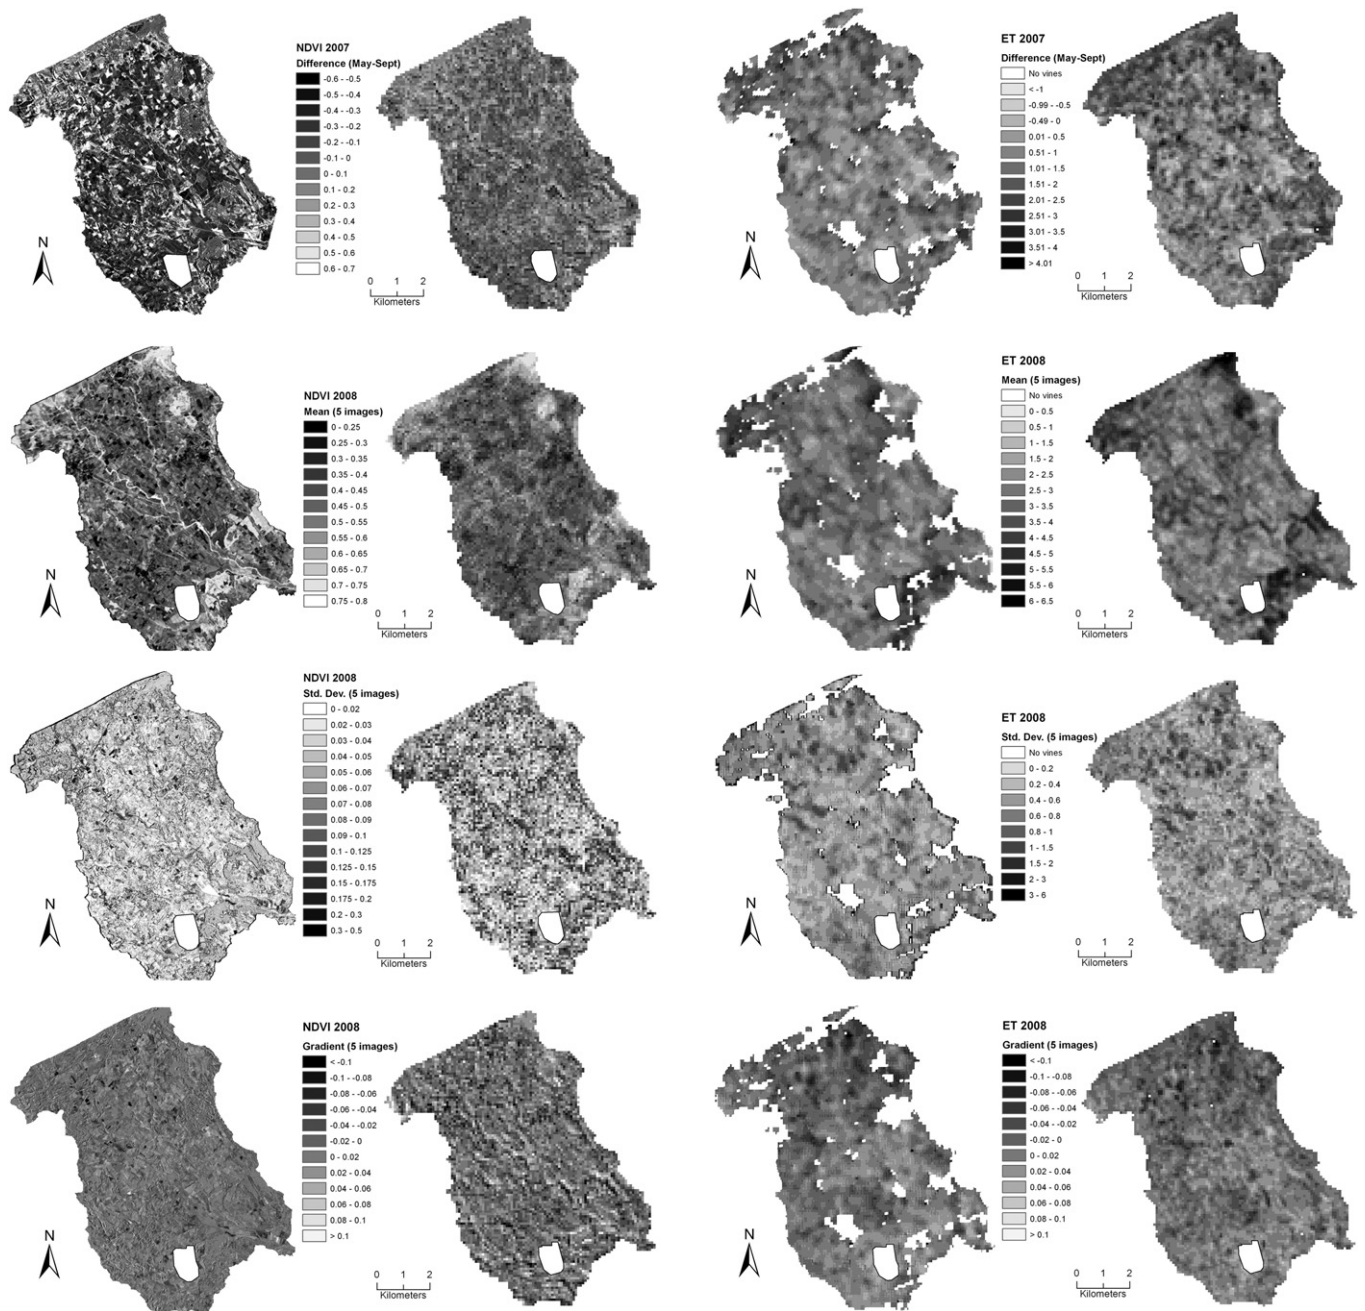 NDVI 2007
Difference (May-Sept)
-0.6 - -0.5
-0.5 - -0.4
-0.4 - -0.3
-0.3 - -0.2
-0.2 - -0.1
-0.1 - 0
0 - 0.1
0.1 - 0.2
0.2 - 0.3
0.3 - 0.4
0.4 - 0.5
0.5 - 0.6
0.6 - 0.7
N
0 1 2
Kilometers
ET 2007
Difference (May-Sept)
No vines
< -1
-0.99 - -0.5
-0.49 - 0
0.01 - 0.5
0.51 - 1
1.01 - 1.5
1.51 - 2
2.01 - 2.5
2.51 - 3
3.01 - 3.5
3.51 - 4
> 4.01
N
0 1 2
Kilometers
NDVI 2008
Mean (5 images)
0 - 0.25
0.25 - 0.3
0.3 - 0.35
0.35 - 0.4
0.4 - 0.45
0.45 - 0.5
0.5 - 0.55
0.55 - 0.6
0.6 - 0.65
0.65 - 0.7
0.7 - 0.75
0.75 - 0.8
N
0 1 2
Kilometers
ET 2008
Mean (5 images)
No vines
0 - 0.5
0.5 - 1
1 - 1.5
1.5 - 2
2 - 2.5
2.5 - 3
3 - 3.5
3.5 - 4
4 - 4.5
4.5 - 5
5 - 5.5
5.5 - 6
6 - 6.5
N
0 1 2
Kilometers
NDVI 2008
Std. Dev. (5 images)
0 - 0.02
0.02 - 0.03
0.03 - 0.04
0.04 - 0.05
0.05 - 0.06
0.06 - 0.07
0.07 - 0.08
0.08 - 0.09
0.09 - 0.1
0.1 - 0.125
0.125 - 0.15
0.15 - 0.175
0.175 - 0.2
0.2 - 0.3
0.3 - 0.5
N
0 1 2
Kilometers
ET 2008
Std. Dev. (5 images)
No vines
0 - 0.2
0.2 - 0.4
0.4 - 0.6
0.6 - 0.8
0.8 - 1
1 - 1.5
1.5 - 2
2 - 3
3 - 6
N
0 1 2
Kilometers
NDVI 2008
Gradient (5 images)
< -0.1
-0.1 - -0.08
-0.08 - -0.06
-0.06 - -0.04
-0.04 - -0.02
-0.02 - 0
0 - 0.02
0.02 - 0.04
0.04 - 0.06
0.06 - 0.08
0.08 - 0.1
> 0.1
N
0 1 2
Kilometers
ET 2008
Gradient (5 images)
< -0.1
-0.1 - -0.08
-0.08 - -0.06
-0.06 - -0.04
-0.04 - -0.02
-0.02 - 0
0 - 0.02
0.02 - 0.04
0.04 - 0.06
0.06 - 0.08
0.08 - 0.1
> 0.1
N
0 1 2
Kilometers